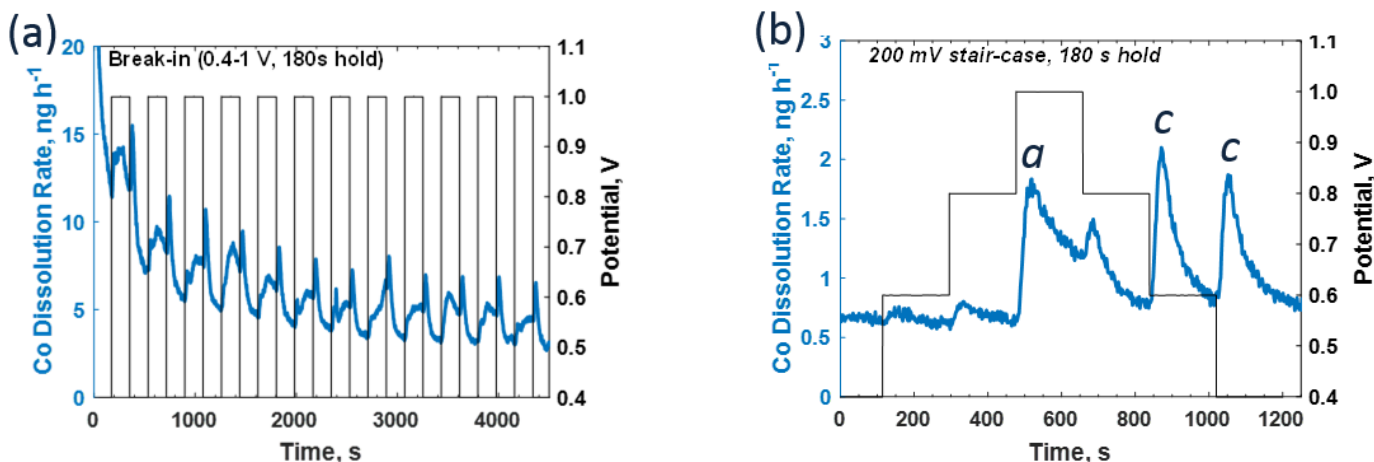 (a)
Break-in (0.4-1 V, 180s hold)
Co Dissolution Rate, ng h⁻¹
20
15
10
5
0
0 1000 2000 3000 4000
Time, s
1.1
1.0
0.9
0.8
0.7
0.6
0.5
0.4
Potential, V
(b)
200 mV stair-case, 180 s hold
Co Dissolution Rate, ng h⁻¹
3
2.5
2
1.5
1
0.5
0
a
c
c
0 200 400 600 800 1000 1200
Time, s
1.1
1.0
0.9
0.8
0.7
0.6
0.5
0.4
Potential, V